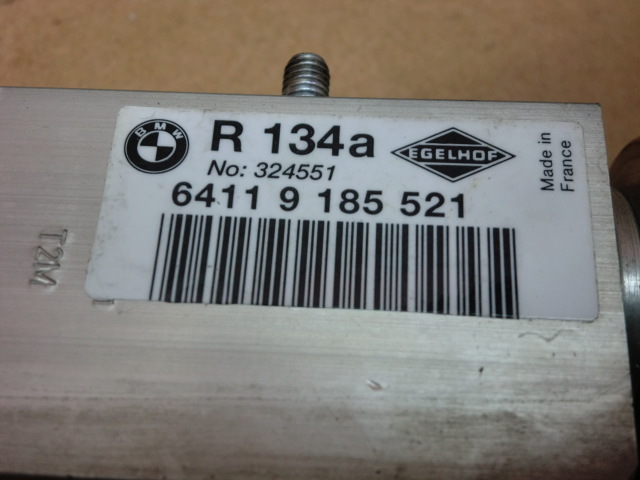 BMW
R 134a
EGELHOF
No: 324551
6411 9 185 521
Made in
France
T2M